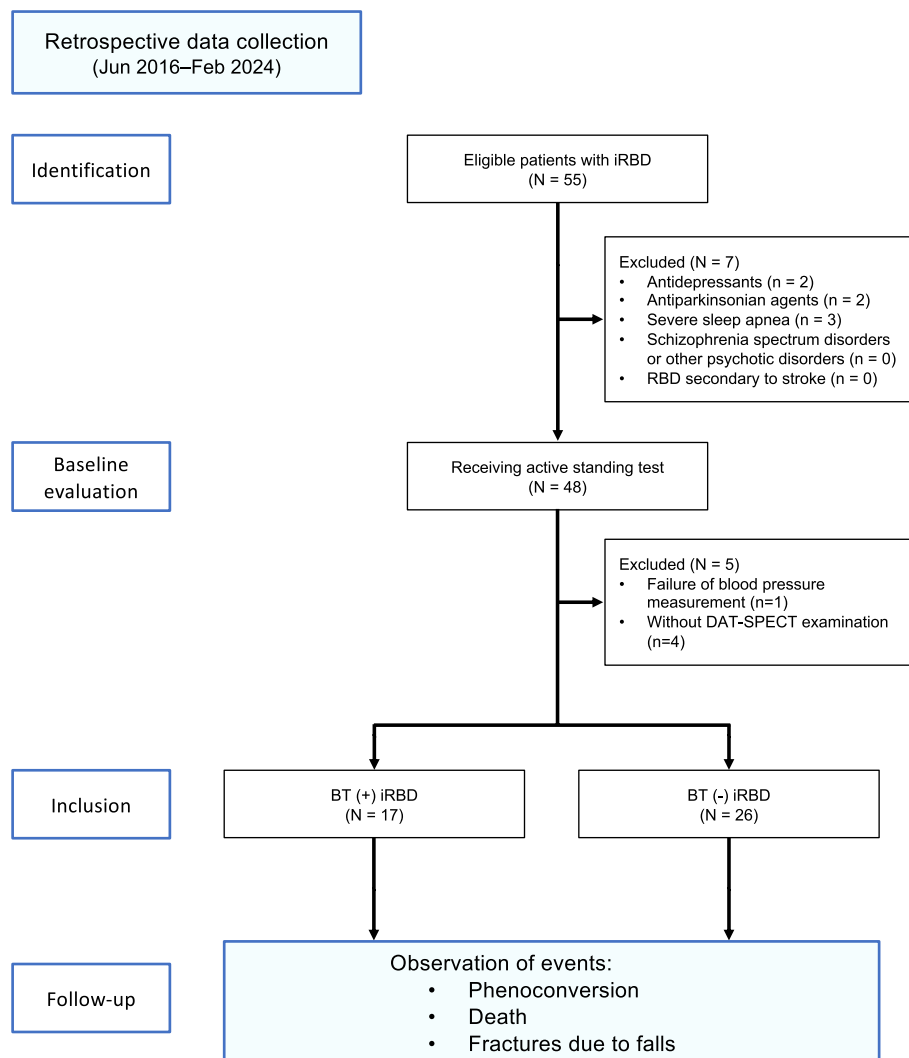 Retrospective data collection
(Jun 2016–Feb 2024)
Identification
Eligible patients with iRBD
(N = 55)
Excluded (N = 7)
• Antidepressants (n = 2)
• Antiparkinsonian agents (n = 2)
• Severe sleep apnea (n = 3)
• Schizophrenia spectrum disorders
or other psychotic disorders (n = 0)
• RBD secondary to stroke (n = 0)
Baseline
evaluation
Receiving active standing test
(N = 48)
Excluded (N = 5)
• Failure of blood pressure
measurement (n=1)
• Without DAT-SPECT examination
(n=4)
Inclusion
BT (+) iRBD
(N = 17)
BT (-) iRBD
(N = 26)
Follow-up
Observation of events:
• Phenoconversion
• Death
• Fractures due to falls